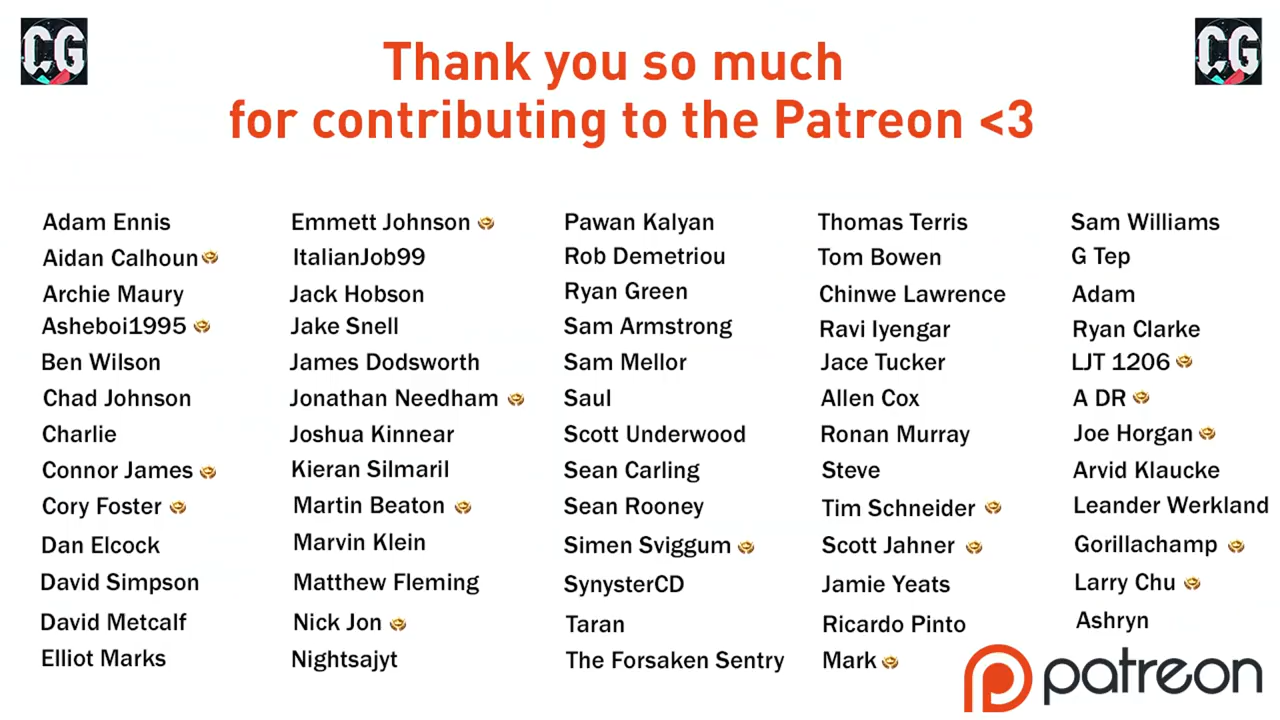 CG
CG
Thank you so much
for contributing to the Patreon <3
Adam Ennis
Aidan Calhoun
Archie Maury
Asheboi1995
Ben Wilson
Chad Johnson
Charlie
Connor James
Cory Foster
Dan Elcock
David Simpson
David Metcalf
Elliot Marks
Emmett Johnson
ItalianJob99
Jack Hobson
Jake Snell
James Dodsworth
Jonathan Needham
Joshua Kinnear
Kieran Silmaril
Martin Beaton
Marvin Klein
Matthew Fleming
Nick Jon
Nightsajyt
Pawan Kalyan
Rob Demetriou
Ryan Green
Sam Armstrong
Sam Mellor
Saul
Scott Underwood
Sean Carling
Sean Rooney
Simen Sviggum
SynysterCD
Taran
The Forsaken Sentry
Thomas Terris
Tom Bowen
Chinwe Lawrence
Ravi Iyengar
Jace Tucker
Allen Cox
Ronan Murray
Steve
Tim Schneider
Scott Jahner
Jamie Yeats
Ricardo Pinto
Mark
Sam Williams
G Tep
Adam
Ryan Clarke
LJT 1206
A DR
Joe Horgan
Arvid Klaucke
Leander Werkland
Gorillachamp
Larry Chu
Ashryn
patreon